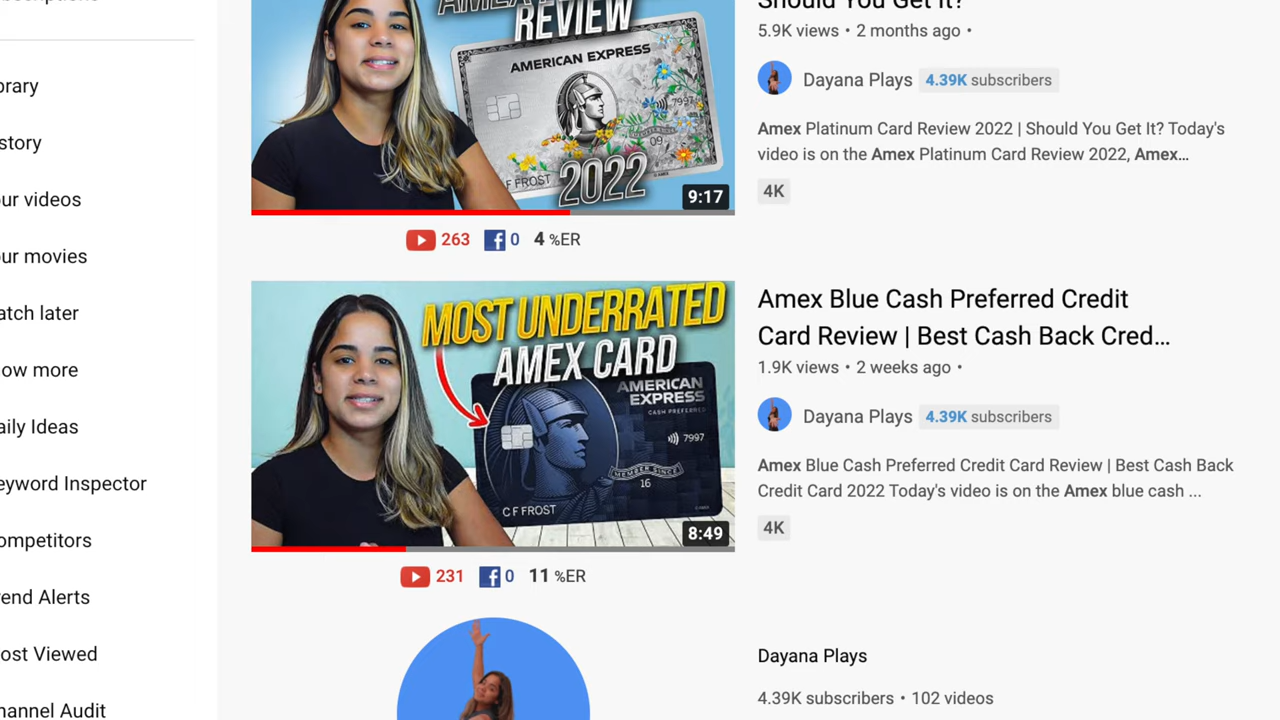 brary
story
ur videos
ur movies
atch later
ow more
aily Ideas
eyword Inspector
ompetitors
end Alerts
ost Viewed
hannel Audit
REVIEW
AMERICAN EXPRESS
7997
09
C F FROST
2022
9:17
263 0 4 %ER
Should You Get It?
5.9K views • 2 months ago •
Dayana Plays 4.39K subscribers
Amex Platinum Card Review 2022 | Should You Get It? Today's
video is on the Amex Platinum Card Review 2022, Amex...
4K
MOST UNDERRATED
AMEX CARD
AMERICAN
EXPRESS
CASH PREFERRED
7997
MEMBER SINCE
16
C F FROST
8:49
231 0 11 %ER
Amex Blue Cash Preferred Credit
Card Review | Best Cash Back Cred...
1.9K views • 2 weeks ago •
Dayana Plays 4.39K subscribers
Amex Blue Cash Preferred Credit Card Review | Best Cash Back
Credit Card 2022 Today's video is on the Amex blue cash ...
4K
Dayana Plays
4.39K subscribers • 102 videos